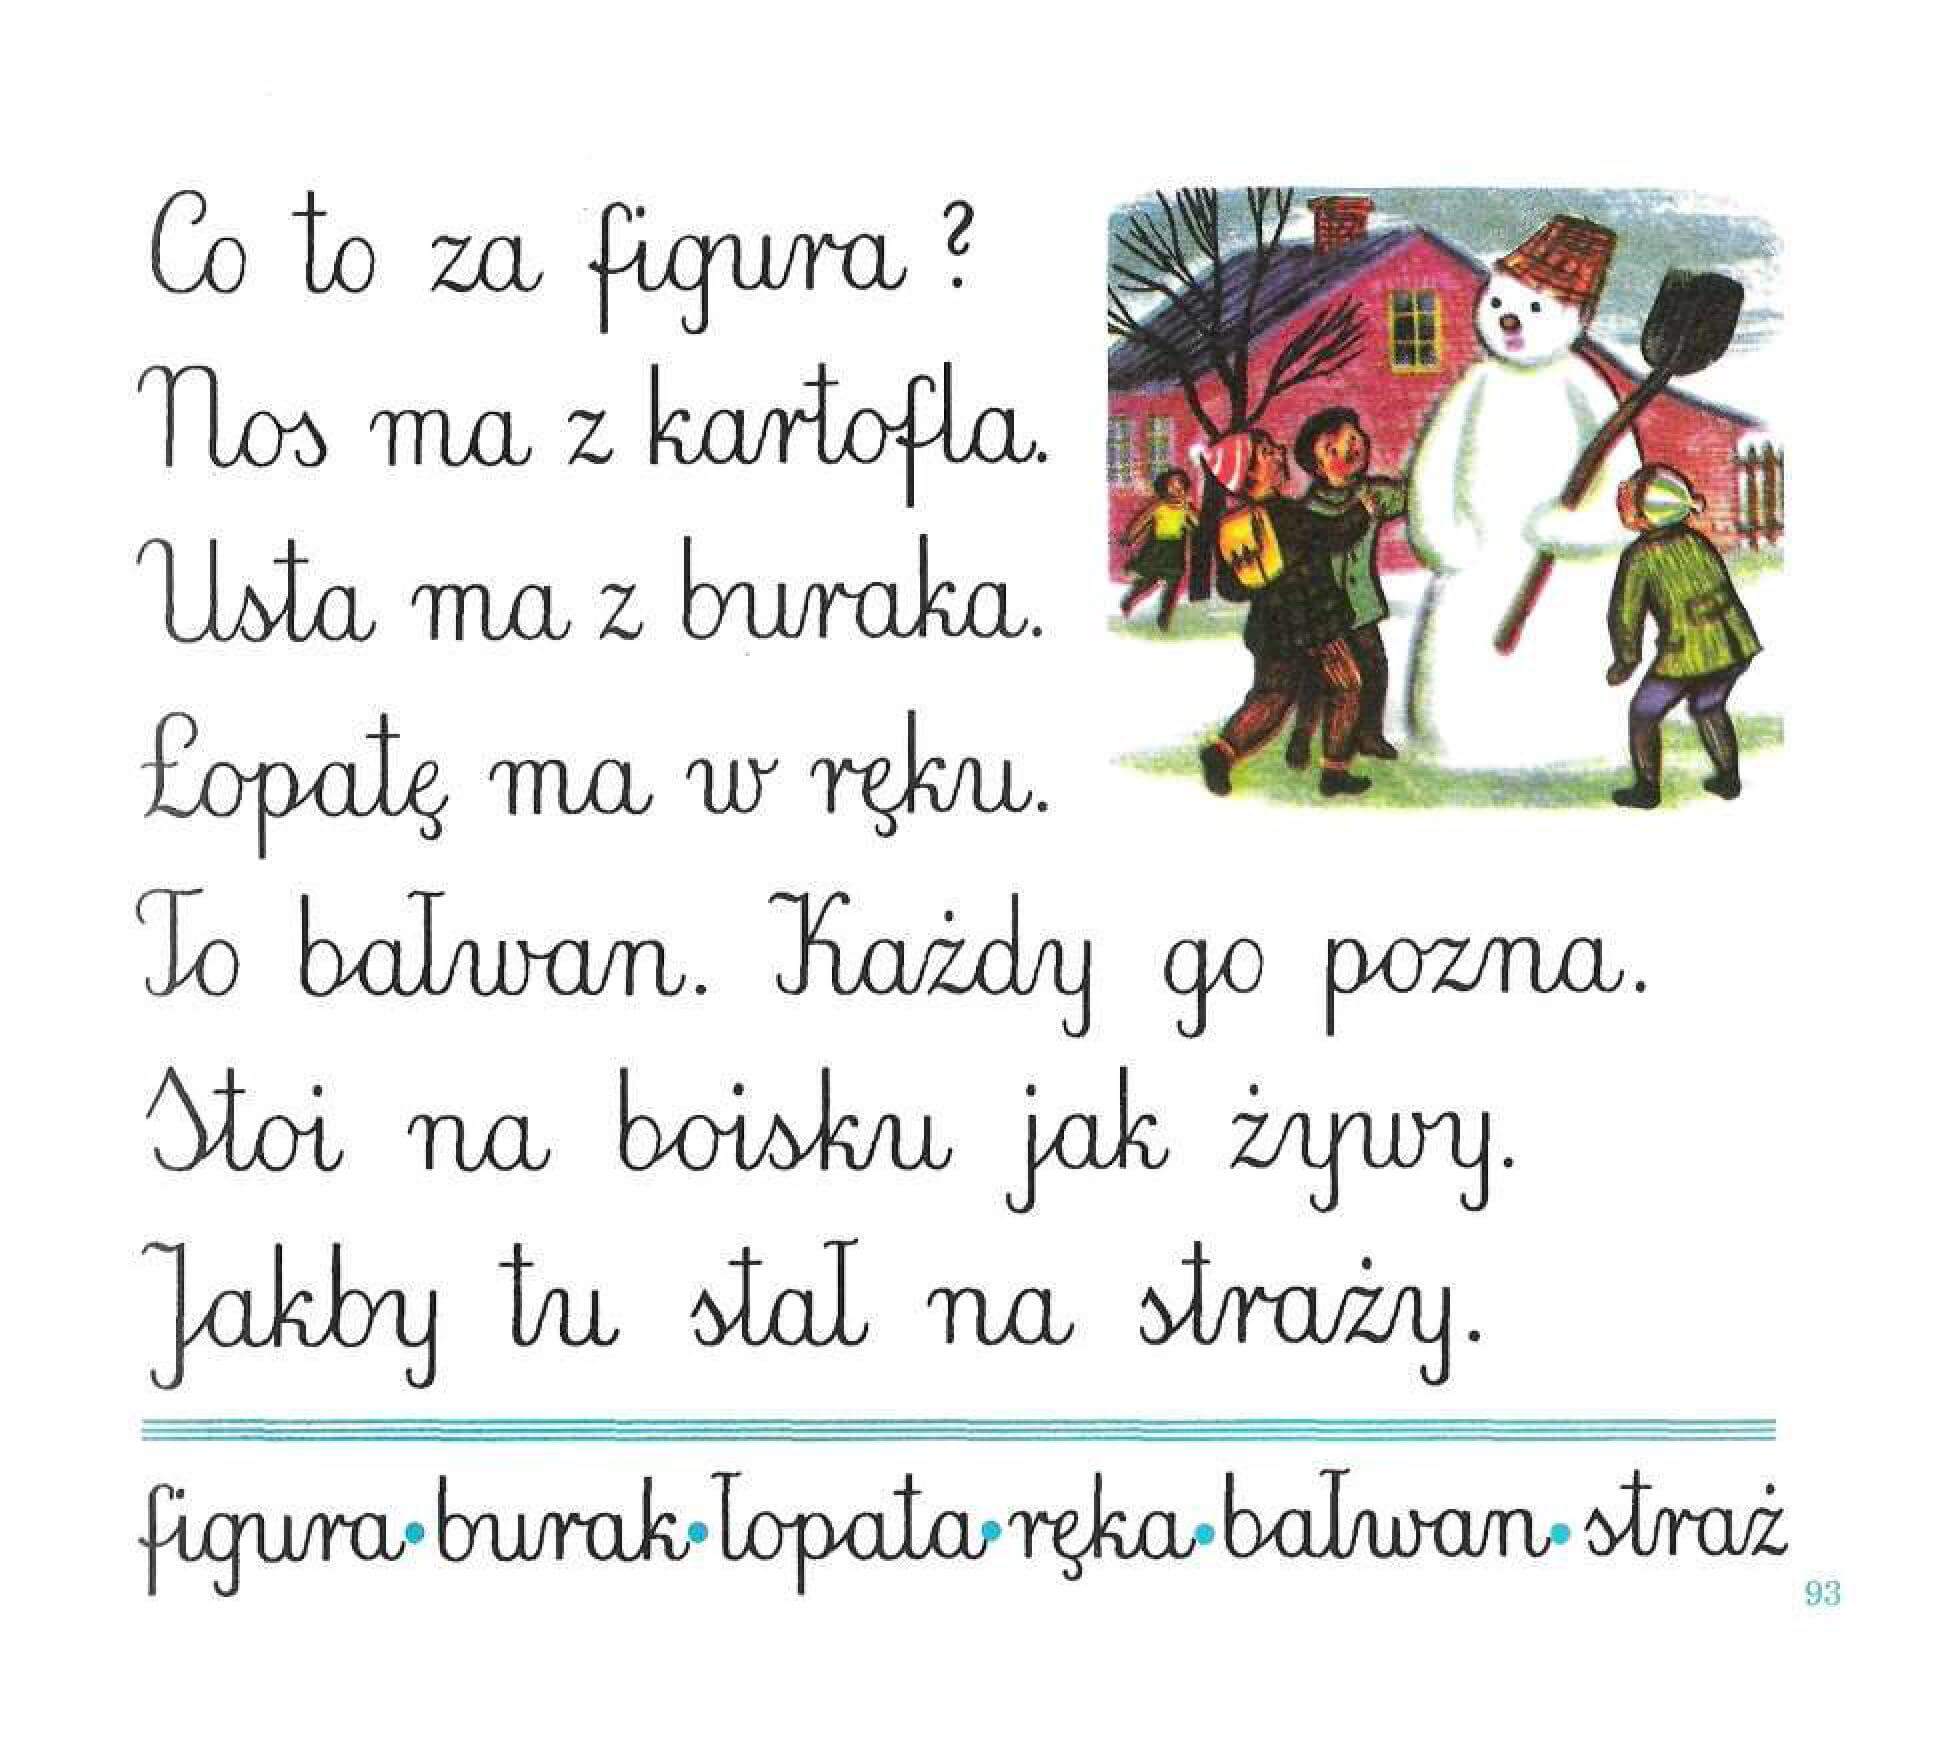 Co to za figura ?
Nos ma z kartofla.
Usta ma z buraka.
Łopatę ma w ręku.
To bałwan. Każdy go pozna.
Stoi na boisku jak żywy.
Jakby tu stał na straży.
figura•burak•łopata•ręka•bałwan•straż
93